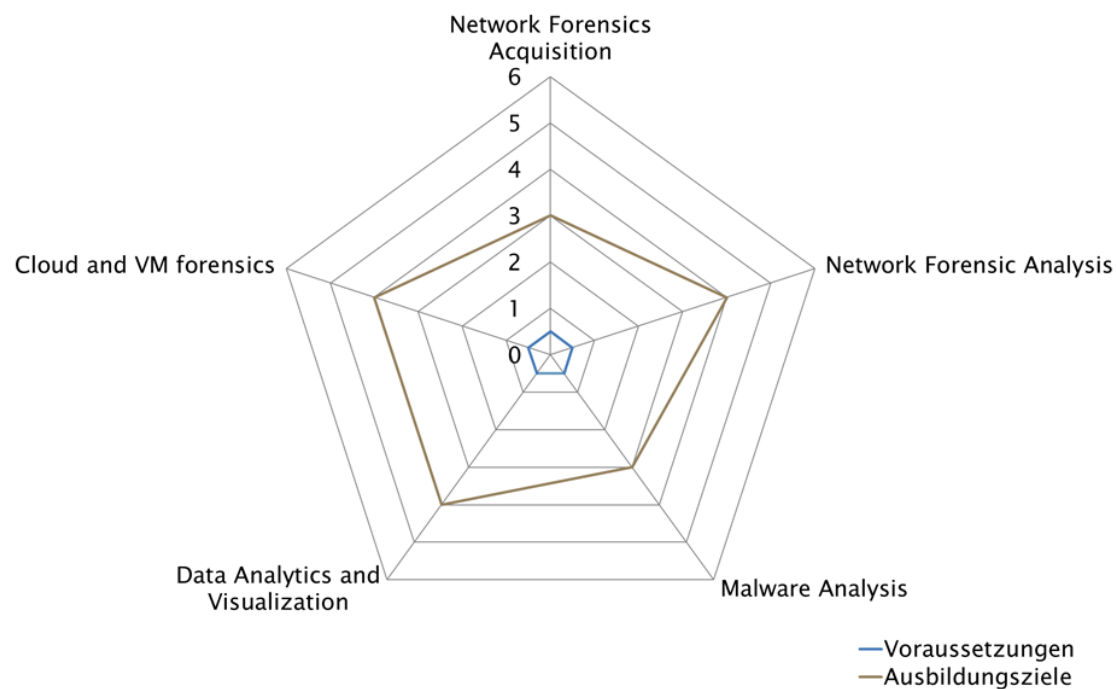 Network Forensics
Acquisition
6
5
4
3
2
1
0
Cloud and VM forensics
Network Forensic Analysis
Data Analytics and
Visualization
Malware Analysis
Voraussetzungen
Ausbildungsziele